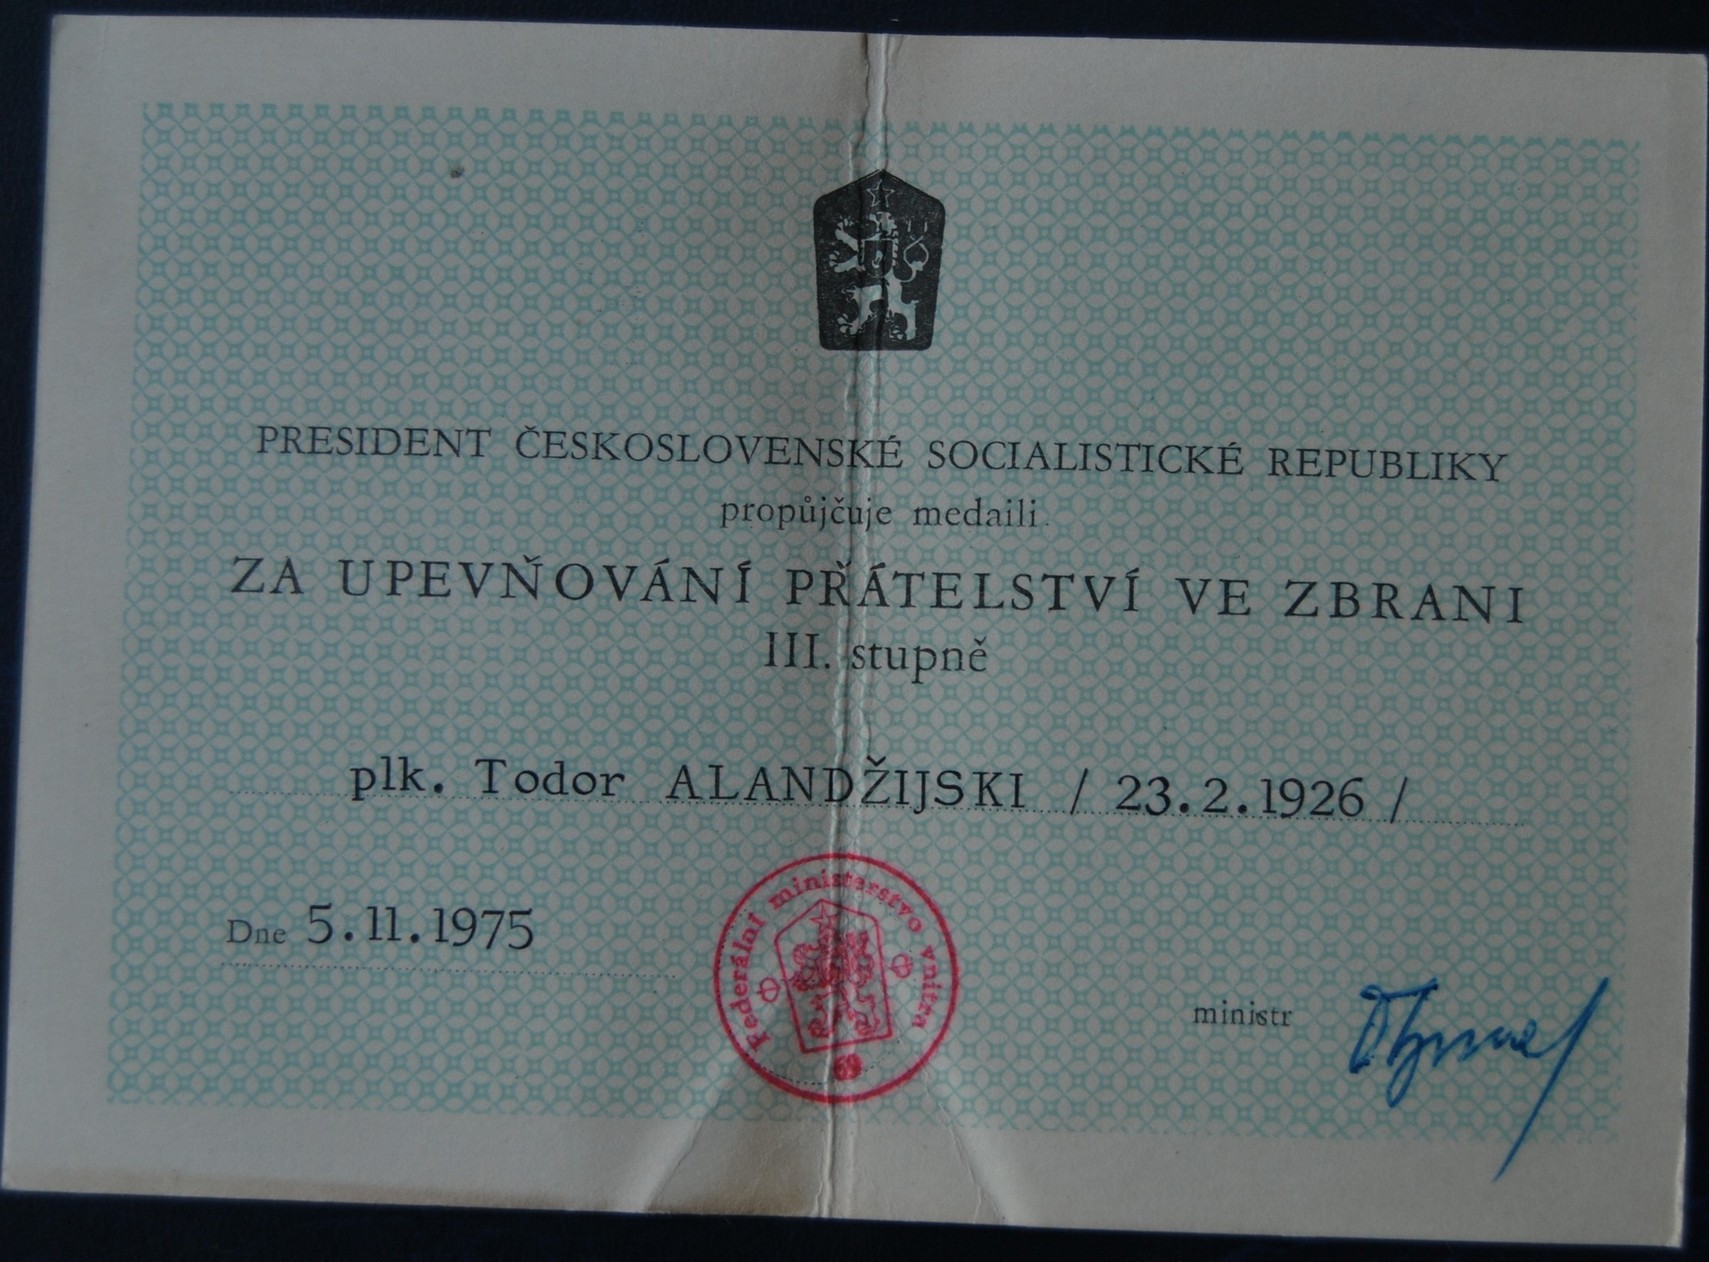 PRESIDENT ČESKOSLOVENSKÉ SOCIALISTICKÉ REPUBLIKY
propůjčuje medaili
ZA UPEVŇOVÁNÍ PŘÁTELSTVÍ VE ZBRANI
III. stupně
plk. Todor ALANDŽIJSKI / 23.2.1926 /
Dne 5.11.1975
Federální ministerstvo vnitra
ministr